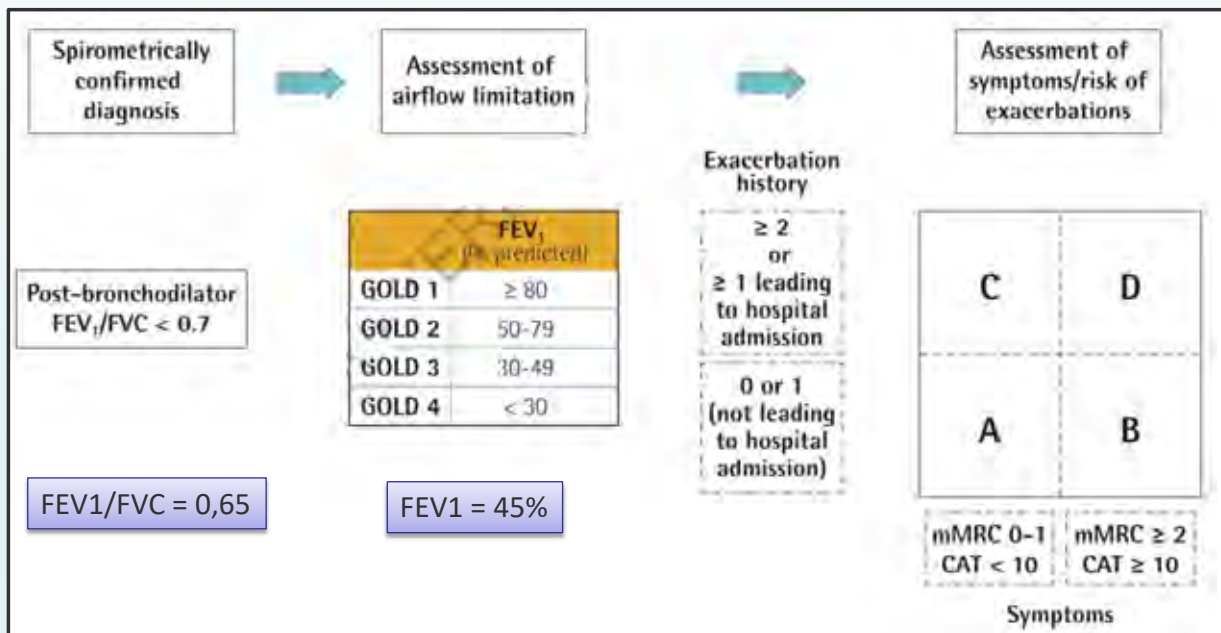 Spirometrically
confirmed
diagnosis
Assessment of
airflow limitation
Assessment of
symptoms/risk of
exacerbations
Post-bronchodilator
FEV₁/FVC < 0.7
FEV₁
(% predicted)
GOLD 1 ≥ 80
GOLD 2 50-79
GOLD 3 30-49
GOLD 4 < 30
Exacerbation
history
≥ 2
or
≥ 1 leading
to hospital
admission
0 or 1
(not leading
to hospital
admission)
C D
A B
mMRC 0-1 mMRC ≥ 2
CAT < 10 CAT ≥ 10
Symptoms
FEV1/FVC = 0,65
FEV1 = 45%